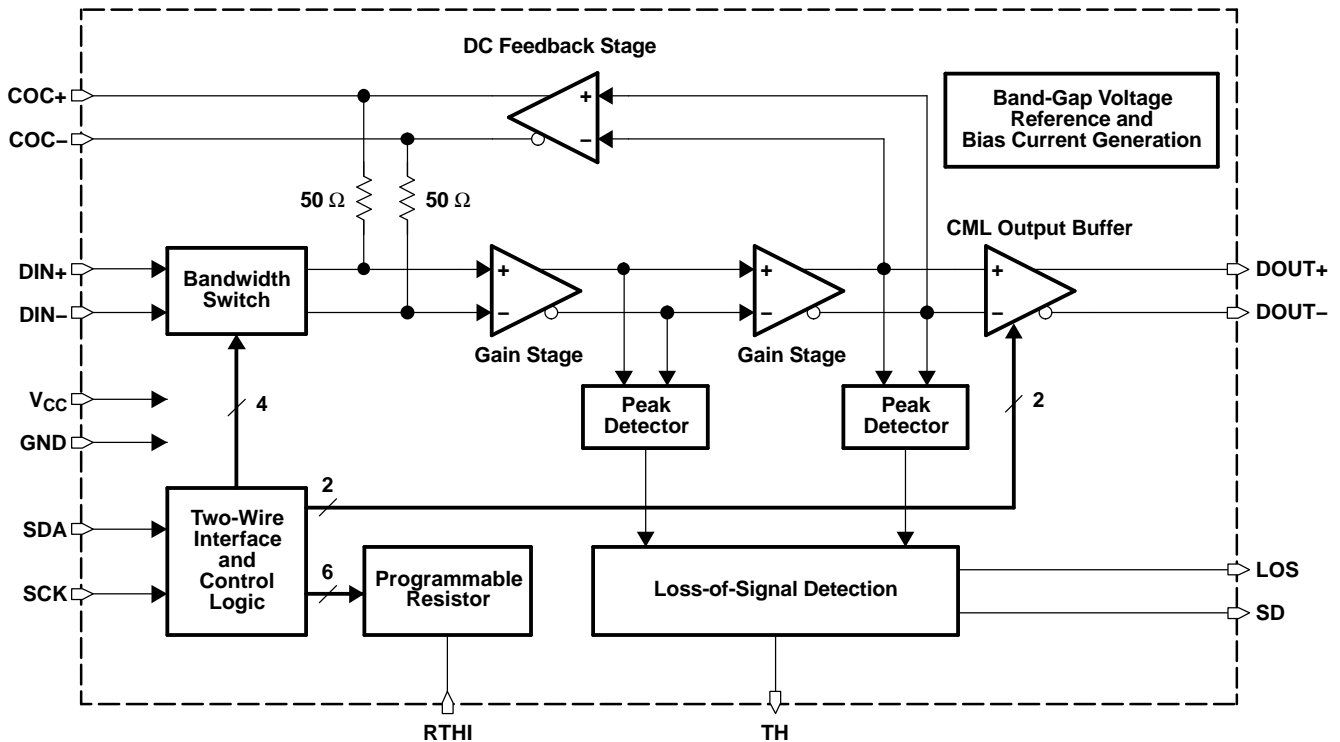 DC Feedback Stage
COC+
COC–
+
–
Band-Gap Voltage
Reference and
Bias Current Generation
50 Ω
50 Ω
CML Output Buffer
DIN+
DIN–
Bandwidth
Switch
+
–
Gain Stage
+
–
Gain Stage
+
–
DOUT+
DOUT–
VCC
GND
4
Peak
Detector
Peak
Detector
2
2
SDA
SCK
Two-Wire
Interface
and
Control
Logic
6
Programmable
Resistor
Loss-of-Signal Detection
LOS
SD
RTHI
TH